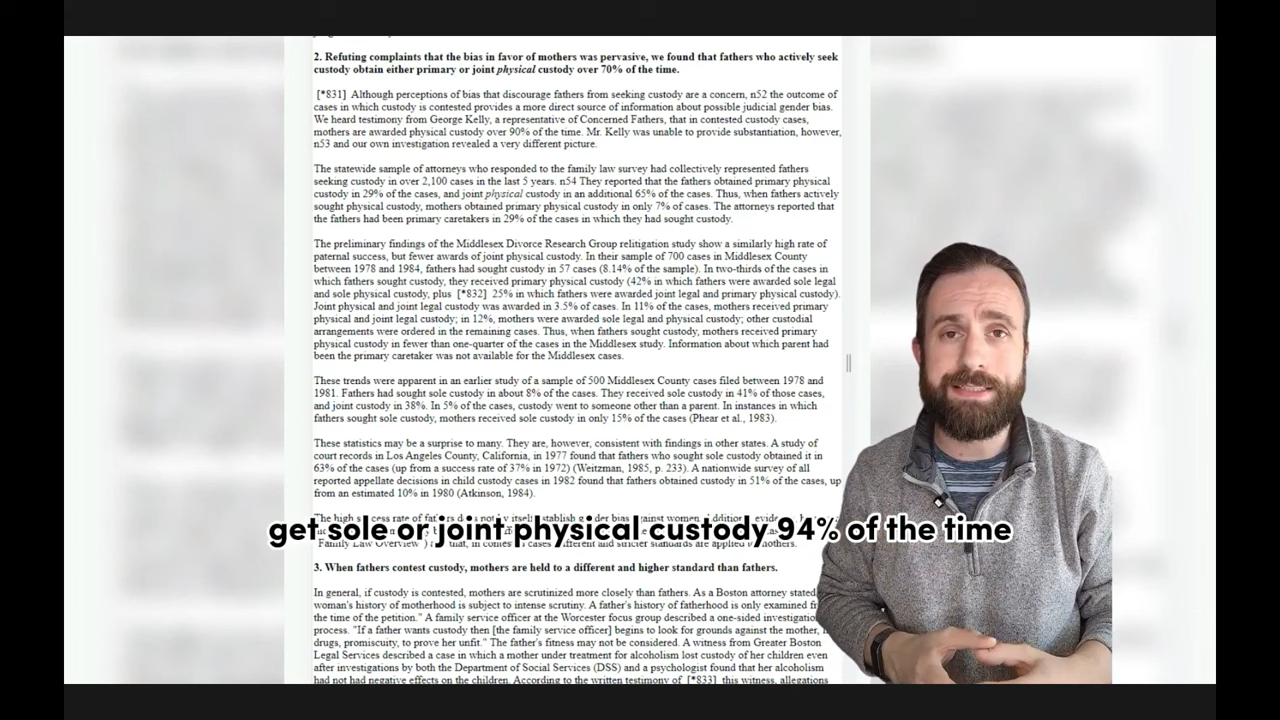 2. Refuting complaints that the bias in favor of mothers was pervasive, we found that fathers who actively seek
custody obtain either primary or joint physical custody over 70% of the time.
[*831] Although perceptions of bias that discourage fathers from seeking custody are a concern, n52 the outcome of
cases in which custody is contested provides a more direct source of information about possible judicial gender bias.
We heard testimony from George Kelly, a representative of Concerned Fathers, that in contested custody cases,
mothers are awarded physical custody over 90% of the time. Mr. Kelly was unable to provide substantiation, however,
n53 and our own investigation revealed a very different picture.
The statewide sample of attorneys who responded to the family law survey had collectively represented fathers
seeking custody in over 2,100 cases in the last 5 years. n54 They reported that the fathers obtained primary physical
custody in 29% of the cases, and joint physical custody in an additional 65% of the cases. Thus, when fathers actively
sought physical custody, mothers obtained primary physical custody in only 7% of cases. The attorneys reported that
the fathers had been primary caretakers in 29% of the cases in which they had sought custody.
The preliminary findings of the Middlesex Divorce Research Group relitigation study show a similarly high rate of
paternal success, but fewer awards of joint physical custody. In their sample of 700 cases in Middlesex County
between 1978 and 1984, fathers had sought custody in 57 cases (8.14% of the sample). In two-thirds of the cases in
which fathers sought custody, they received primary physical custody (42% in which fathers were awarded sole legal
and sole physical custody, plus [*832] 25% in which fathers were awarded joint legal and primary physical custody).
Joint physical and joint legal custody was awarded in 3.5% of cases. In 11% of the cases, mothers received primary
physical and joint legal custody; in 12%, mothers were awarded sole legal and physical custody; other custodial
arrangements were ordered in the remaining cases. Thus, when fathers sought custody, mothers received primary
physical custody in fewer than one-quarter of the cases in the Middlesex study. Information about which parent had
been the primary caretaker was not available for the Middlesex cases.
These trends were apparent in an earlier study of a sample of 500 Middlesex County cases filed between 1978 and
1981. Fathers had sought sole custody in about 8% of the cases. They received sole custody in 41% of those cases,
and joint custody in 38%. In 5% of the cases, custody went to someone other than a parent. In instances in which
fathers sought sole custody, mothers received sole custody in only 15% of the cases (Phear et al., 1983).
These statistics may be a surprise to many. They are, however, consistent with findings in other states. A study of
court records in Los Angeles County, California, in 1977 found that fathers who sought sole custody obtained it in
63% of the cases (up from a success rate of 37% in 1972) (Weitzman, 1985, p. 233). A nationwide survey of all
reported appellate decisions in child custody cases in 1982 found that fathers obtained custody in 51% of the cases, up
from an estimated 10% in 1980 (Atkinson, 1984).
The high success rate of fathers does not by itself establish gender bias against women.
get sole or joint physical custody 94% of the time
"Family Law Overview") that, in cases different and stricter standards are applied mothers.
3. When fathers contest custody, mothers are held to a different and higher standard than fathers.
In general, if custody is contested, mothers are scrutinized more closely than fathers. As a Boston attorney stated
woman's history of motherhood is subject to intense scrutiny. A father's history of fatherhood is only examined
the time of the petition." A family service officer at the Worcester focus group described a one-sided investigation
process. "If a father wants custody then [the family service officer] begins to look for grounds against the mother,
drugs, promiscuity, to prove her unfit." The father's fitness may not be considered. A witness from Greater Boston
Legal Services described a case in which a mother under treatment for alcoholism lost custody of her children even
after investigations by both the Department of Social Services (DSS) and a psychologist found that her alcoholism
had not had negative effects on the children. According to the written testimony of [*833] this witness, allegations